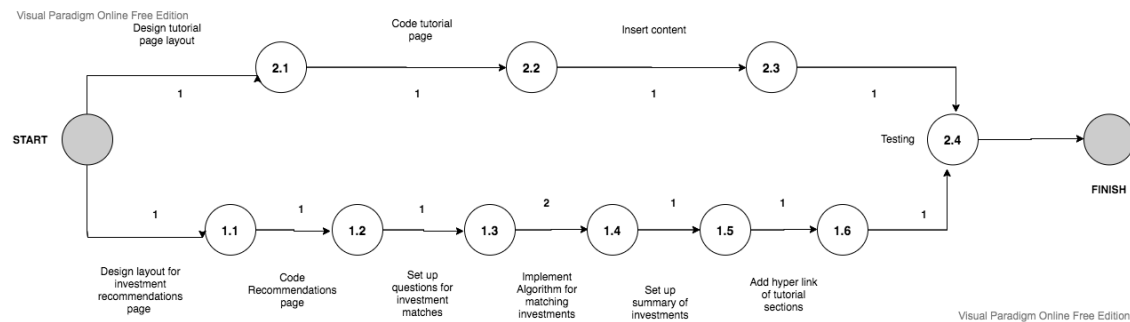 Visual Paradigm Online Free Edition
Design tutorial
page layout
Code tutorial
page
Insert content
2.1
2.2
2.3
1
1
1
1
START
Testing
2.4
FINISH
1
1
1
2
1
1
1
1.1
1.2
1.3
1.4
1.5
1.6
Design layout for
investment
recommendations
page
Code
Recommendations
page
Set up
questions for
investment
matches
Implement
Algorithm for
matching
investments
Set up
summary of
investments
Add hyper link
of tutorial
sections
Visual Paradigm Online Free Edition